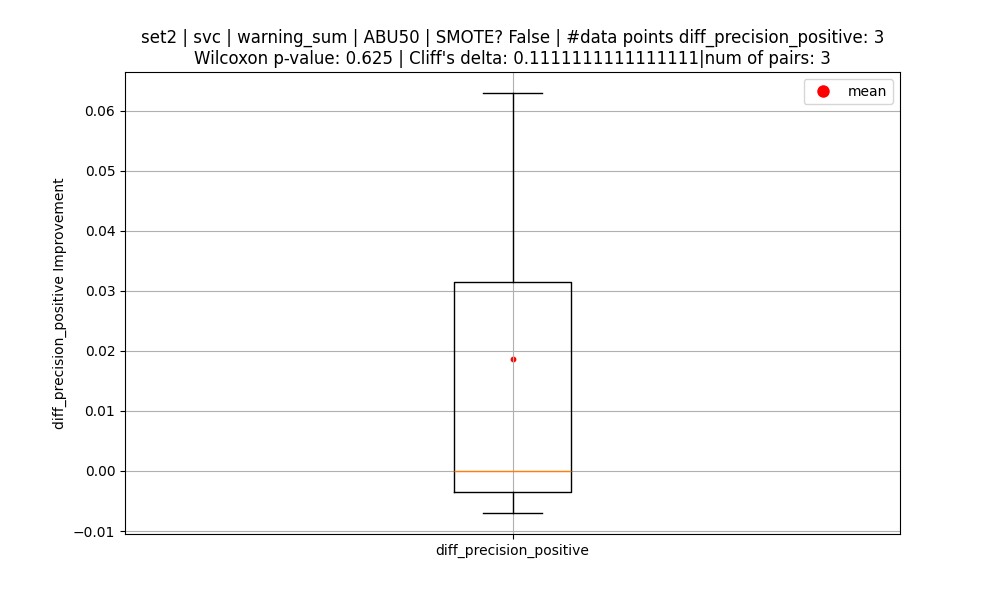 set2 | svc | warning_sum | ABU50 | SMOTE? False | #data points diff_precision_positive: 3
Wilcoxon p-value: 0.625 | Cliff's delta: 0.1111111111111111|num of pairs: 3
mean
0.06
0.05
0.04
0.03
0.02
0.01
0.00
−0.01
diff_precision_positive Improvement
diff_precision_positive